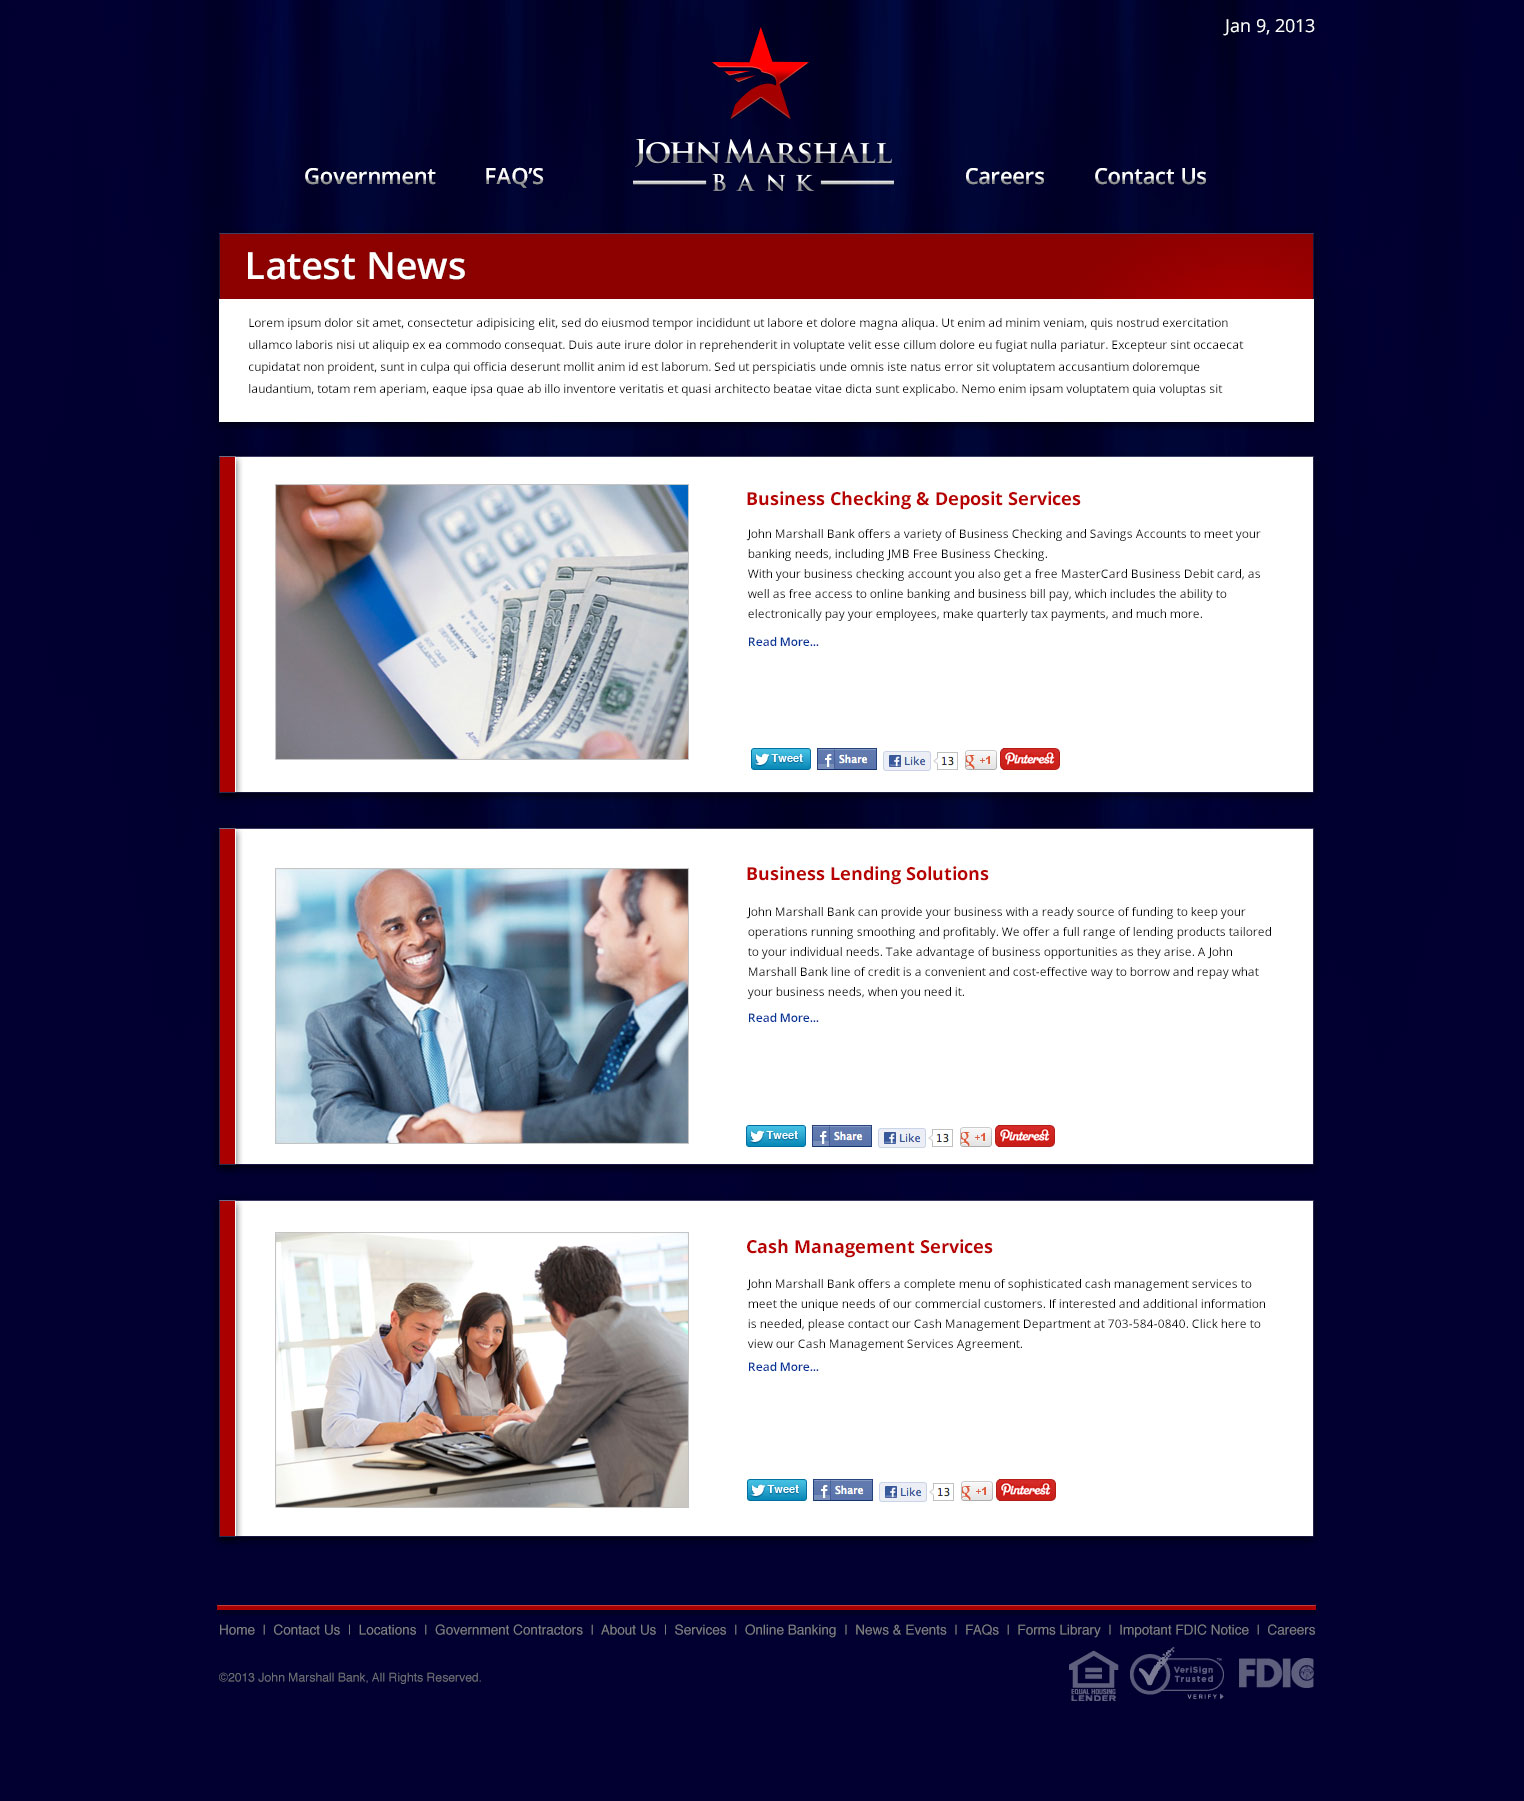 Jan 9, 2013
JOHN MARSHALL
BANK
Government FAQ'S Careers Contact Us
Latest News
Lorem ipsum dolor sit amet, consectetur adipisicing elit, sed do eiusmod tempor incididunt ut labore et dolore magna aliqua. Ut enim ad minim veniam, quis nostrud exercitation
ullamco laboris nisi ut aliquip ex ea commodo consequat. Duis aute irure dolor in reprehenderit in voluptate velit esse cillum dolore eu fugiat nulla pariatur. Excepteur sint occaecat
cupidatat non proident, sunt in culpa qui officia deserunt mollit anim id est laborum. Sed ut perspiciatis unde omnis iste natus error sit voluptatem accusantium doloremque
laudantium, totam rem aperiam, eaque ipsa quae ab illo inventore veritatis et quasi architecto beatae vitae dicta sunt explicabo. Nemo enim ipsam voluptatem quia voluptas sit
TRANSACTION
DEPOSIT
Business Checking & Deposit Services
John Marshall Bank offers a variety of Business Checking and Savings Accounts to meet your
banking needs, including JMB Free Business Checking.
With your business checking account you also get a free MasterCard Business Debit card, as
well as free access to online banking and business bill pay, which includes the ability to
electronically pay your employees, make quarterly tax payments, and much more.
Read More...
Tweet Share Like 13 +1 Pinterest
Business Lending Solutions
John Marshall Bank can provide your business with a ready source of funding to keep your
operations running smoothing and profitably. We offer a full range of lending products tailored
to your individual needs. Take advantage of business opportunities as they arise. A John
Marshall Bank line of credit is a convenient and cost-effective way to borrow and repay what
your business needs, when you need it.
Read More...
Tweet Share Like 13 +1 Pinterest
Cash Management Services
John Marshall Bank offers a complete menu of sophisticated cash management services to
meet the unique needs of our commercial customers. If interested and additional information
is needed, please contact our Cash Management Department at 703-584-0840. Click here to
view our Cash Management Services Agreement.
Read More...
Tweet Share Like 13 +1 Pinterest
Home | Contact Us | Locations | Government Contractors | About Us | Services | Online Banking | News & Events | FAQs | Forms Library | Impotant FDIC Notice | Careers
©2013 John Marshall Bank, All Rights Reserved.
EQUAL HOUSING
LENDER
VeriSign
Trusted
VERIFY
FDIC